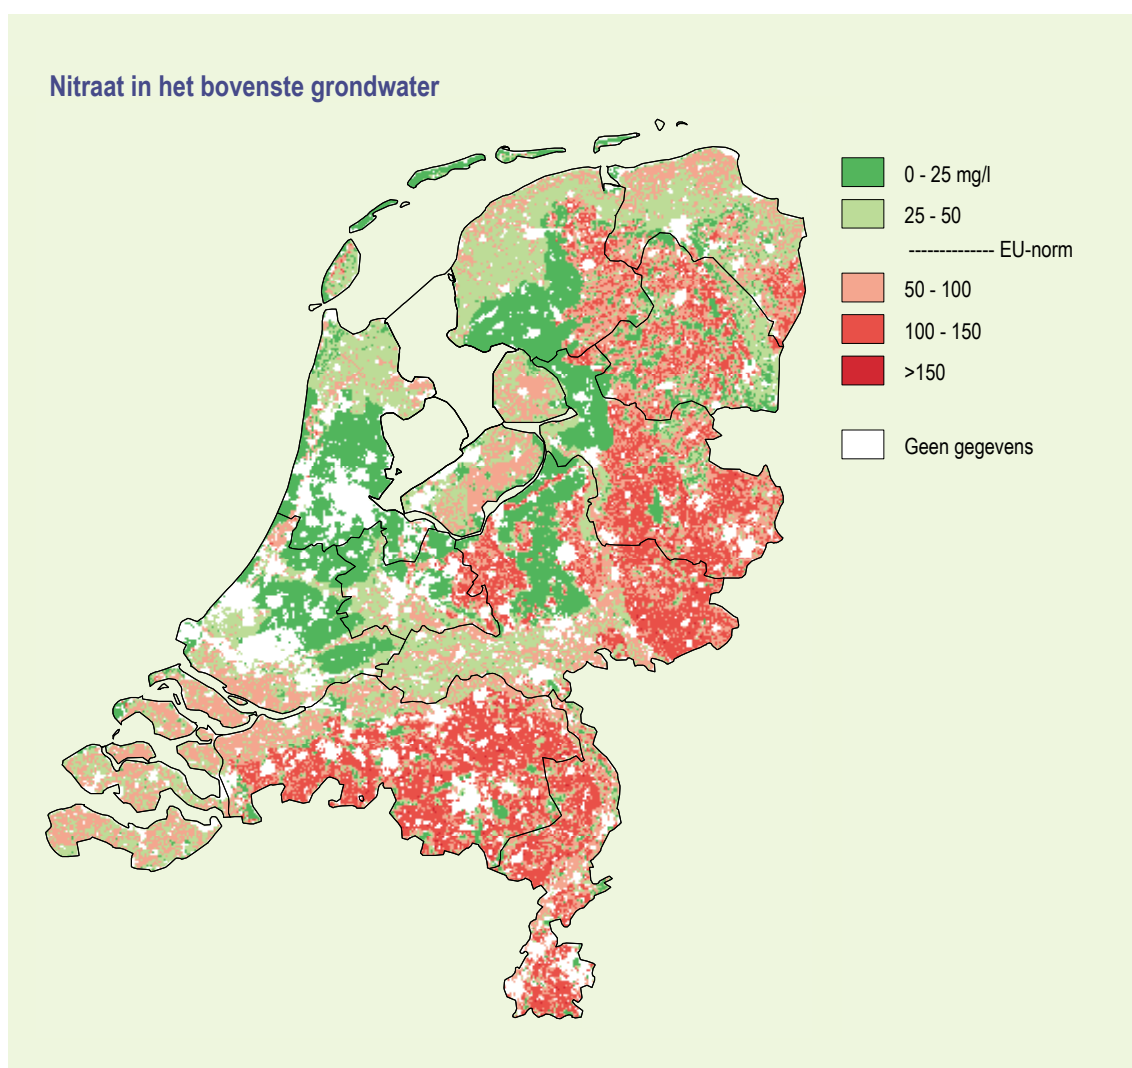 Nitraat in het bovenste grondwater
0 - 25 mg/l
25 - 50
-------------- EU-norm
50 - 100
100 - 150
>150
Geen gegevens